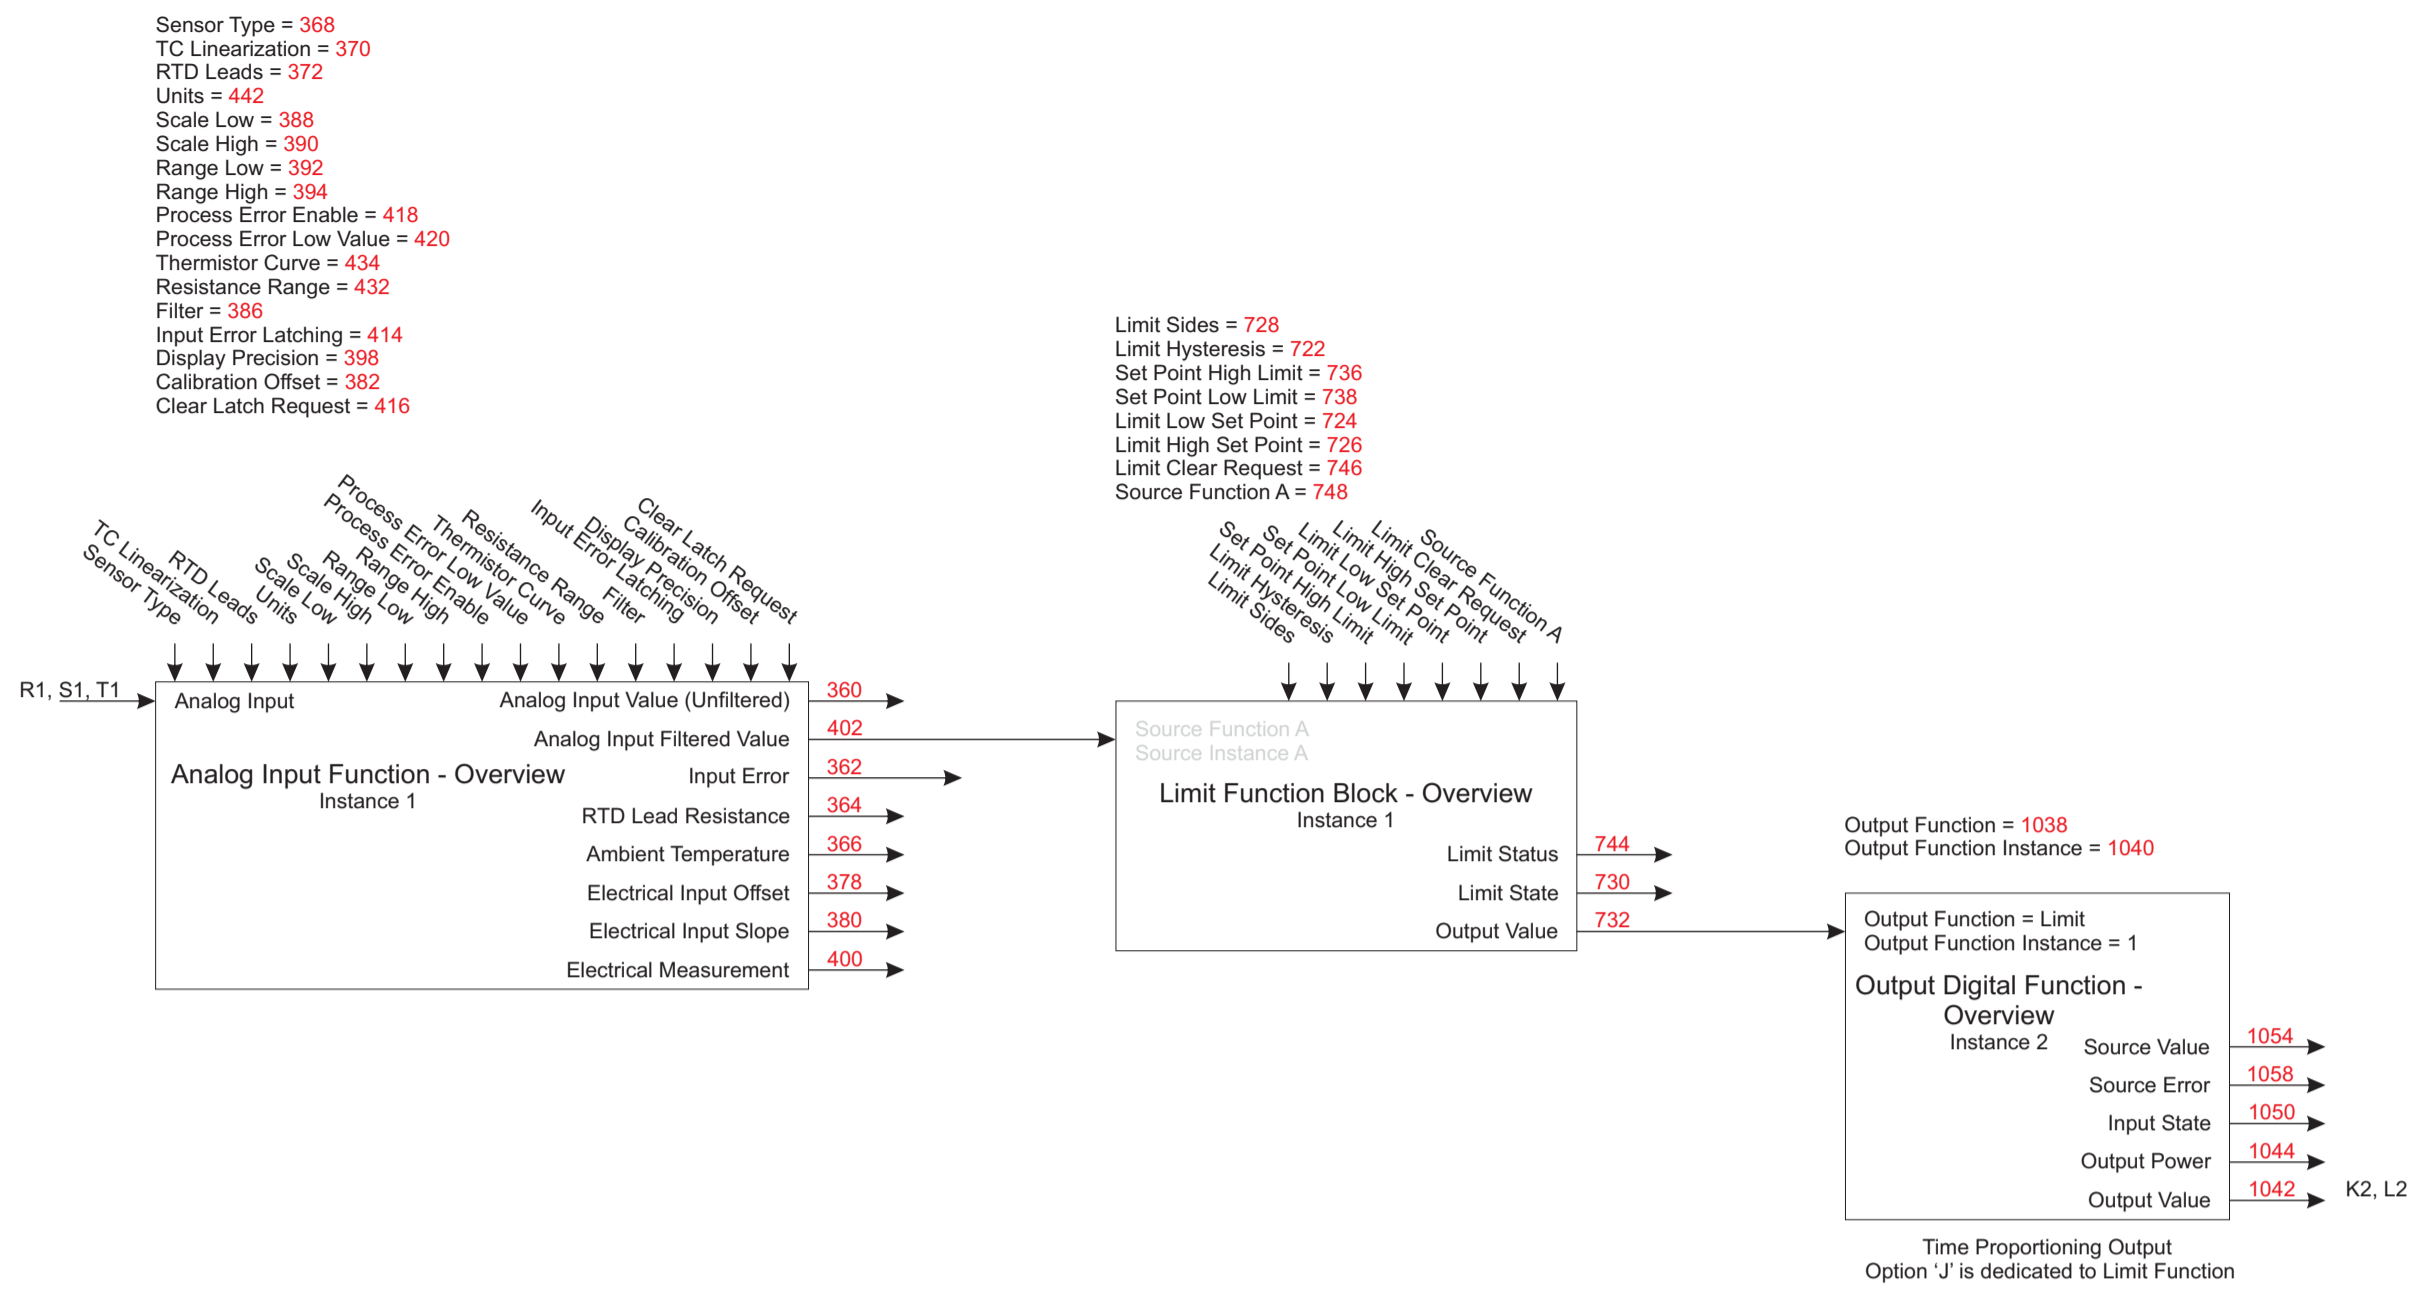 Sensor Type = 368
TC Linearization = 370
RTD Leads = 372
Units = 442
Scale Low = 388
Scale High = 390
Range Low = 392
Range High = 394
Process Error Enable = 418
Process Error Low Value = 420
Thermistor Curve = 434
Resistance Range = 432
Filter = 386
Input Error Latching = 414
Display Precision = 398
Calibration Offset = 382
Clear Latch Request = 416
Sensor Type
TC Linearization
RTD Leads
Units
Scale Low
Scale High
Range Low
Range High
Process Error Enable
Process Error Low Value
Thermistor Curve
Resistance Range
Filter
Input Error Latching
Display Precision
Calibration Offset
Clear Latch Request
R1, S1, T1
Analog Input
Analog Input Value (Unfiltered)
360
Analog Input Filtered Value
402
Analog Input Function - Overview
Instance 1
Input Error
362
RTD Lead Resistance
364
Ambient Temperature
366
Electrical Input Offset
378
Electrical Input Slope
380
Electrical Measurement
400
Limit Sides = 728
Limit Hysteresis = 722
Set Point High Limit = 736
Set Point Low Limit = 738
Limit Low Set Point = 724
Limit High Set Point = 726
Limit Clear Request = 746
Source Function A = 748
Limit Sides
Limit Hysteresis
Set Point High Limit
Set Point Low Limit
Limit Low Set Point
Limit High Set Point
Limit Clear Request
Source Function A
Source Function A
Source Instance A
Limit Function Block - Overview
Instance 1
Limit Status
744
Limit State
730
Output Value
732
Output Function = 1038
Output Function Instance = 1040
Output Function = Limit
Output Function Instance = 1
Output Digital Function -
Overview
Instance 2
Source Value
1054
Source Error
1058
Input State
1050
Output Power
1044
Output Value
1042
K2, L2
Time Proportioning Output
Option ‘J’ is dedicated to Limit Function